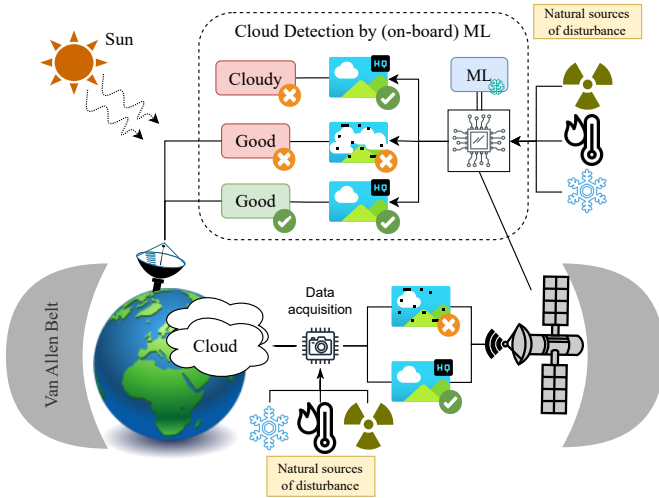 Sun
Cloud Detection by (on-board) ML
Natural sources
of disturbance
Cloudy
HQ
ML
Good
Good
HQ
Van Allen Belt
Data
acquisition
Cloud
HQ
Natural sources
of disturbance